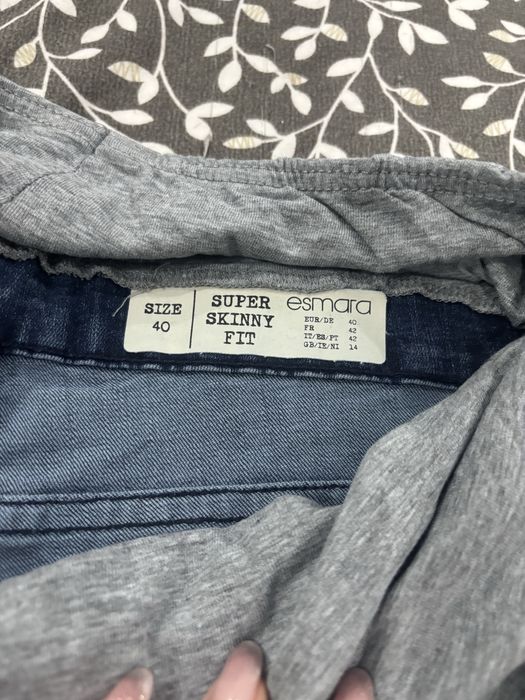 SIZE
40
SUPER
SKINNY
FIT
esmara
EUR/DE 40
FR 42
IT/ES/PT 42
GB/IE/NI 14